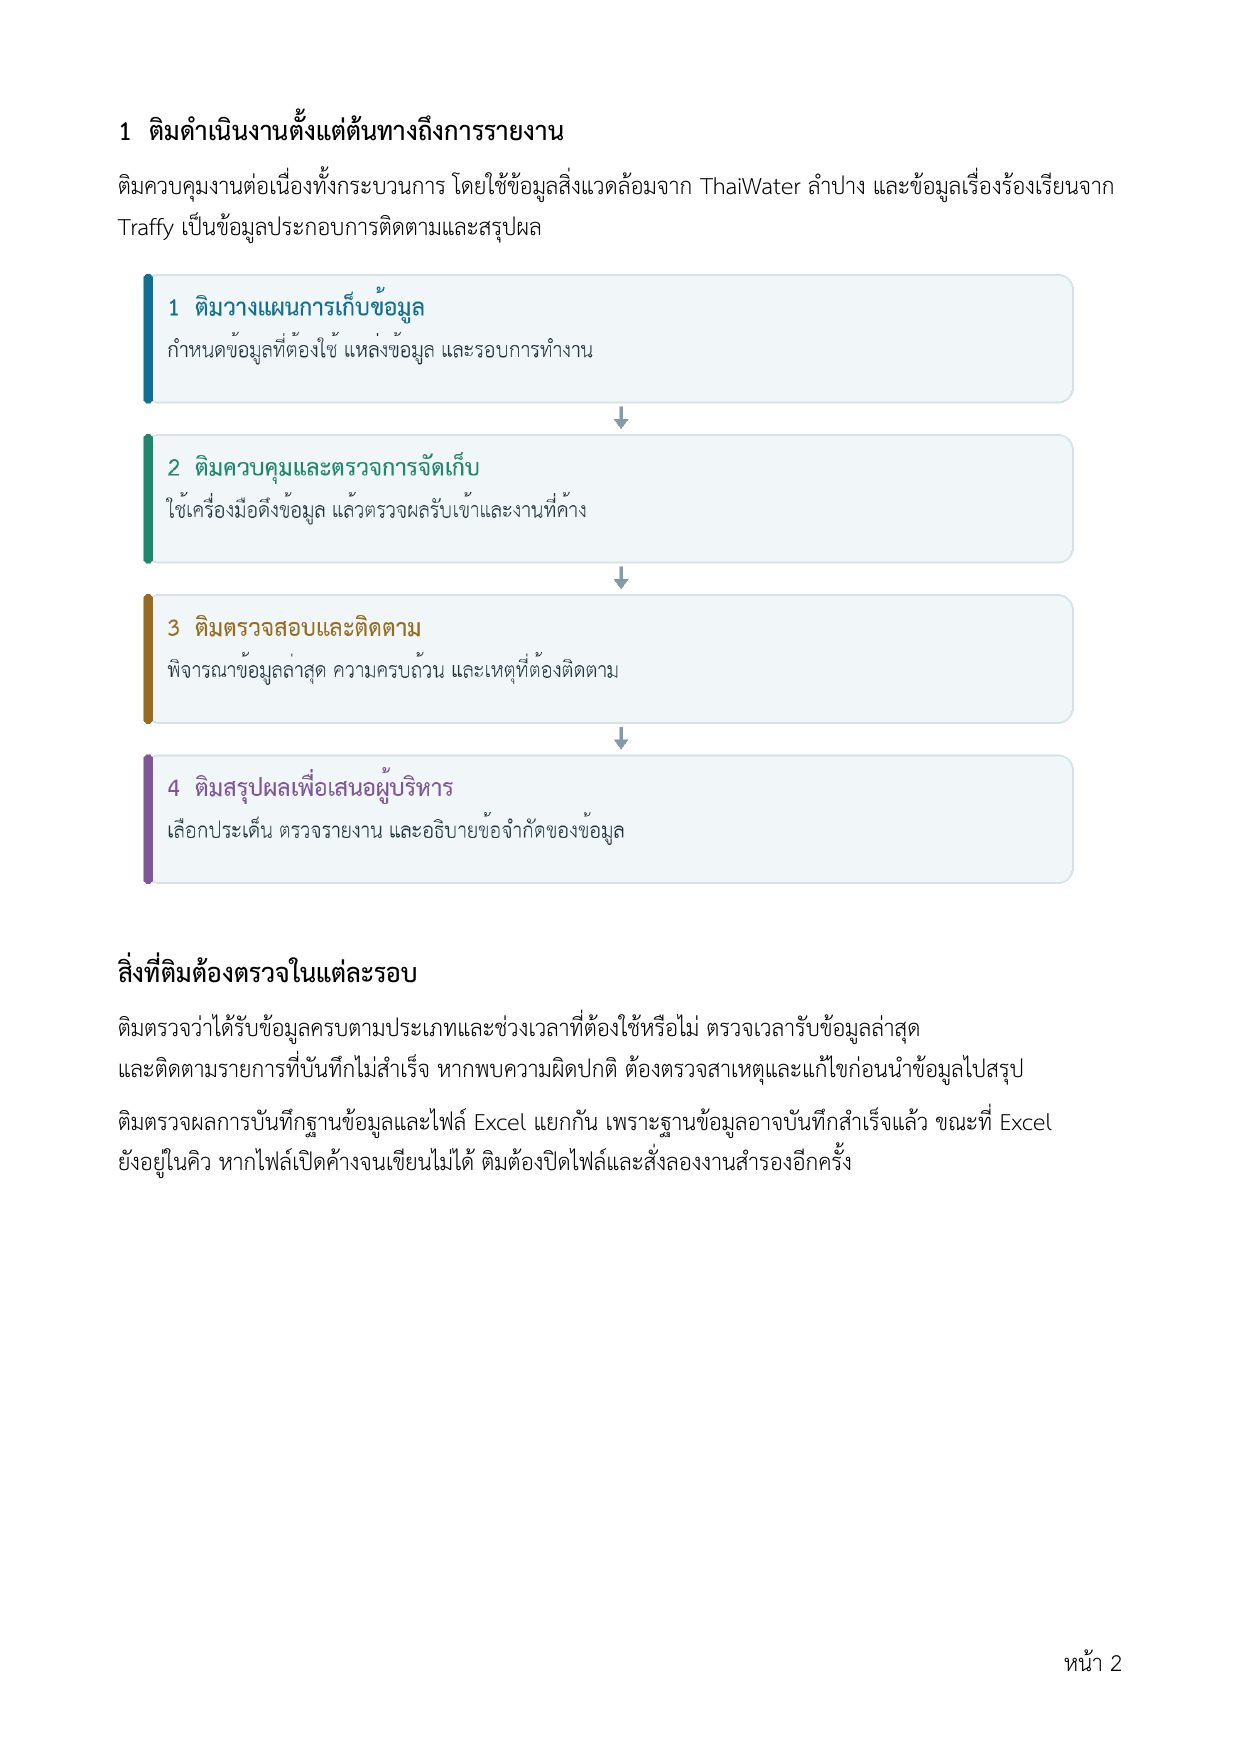 1 ติมดำเนินงานตั้งแต่ต้นทางถึงการรายงาน
ติมควบคุมงานต่อเนื่องทั้งกระบวนการ โดยใช้ข้อมูลสิ่งแวดล้อมจาก ThaiWater ลำปาง และข้อมูลเรื่องร้องเรียนจาก
Traffy เป็นข้อมูลประกอบการติดตามและสรุปผล
1 ติมวางแผนการเก็บข้อมูล
กำหนดข้อมูลที่ต้องใช้ แหล่งข้อมูล และรอบการทำงาน
2 ติมควบคุมและตรวจการจัดเก็บ
ใช้เครื่องมือดึงข้อมูล แล้วตรวจผลรับเข้าและงานที่ค้าง
3 ติมตรวจสอบและติดตาม
พิจารณาข้อมูลล่าสุด ความครบถ้วน และเหตุที่ต้องติดตาม
4 ติมสรุปผลเพื่อเสนอผู้บริหาร
เลือกประเด็น ตรวจรายงาน และอธิบายข้อจำกัดของข้อมูล
สิ่งที่ติมต้องตรวจในแต่ละรอบ
ติมตรวจว่าได้รับข้อมูลครบตามประเภทและช่วงเวลาที่ต้องใช้หรือไม่ ตรวจเวลารับข้อมูลล่าสุด
และติดตามรายการที่บันทึกไม่สำเร็จ หากพบความผิดปกติ ต้องตรวจสาเหตุและแก้ไขก่อนนำข้อมูลไปสรุป
ติมตรวจผลการบันทึกฐานข้อมูลและไฟล์ Excel แยกกัน เพราะฐานข้อมูลอาจบันทึกสำเร็จแล้ว ขณะที่ Excel
ยังอยู่ในคิว หากไฟล์เปิดค้างจนเขียนไม่ได้ ติมต้องปิดไฟล์และสั่งลองงานสำรองอีกครั้ง
หน้า 2